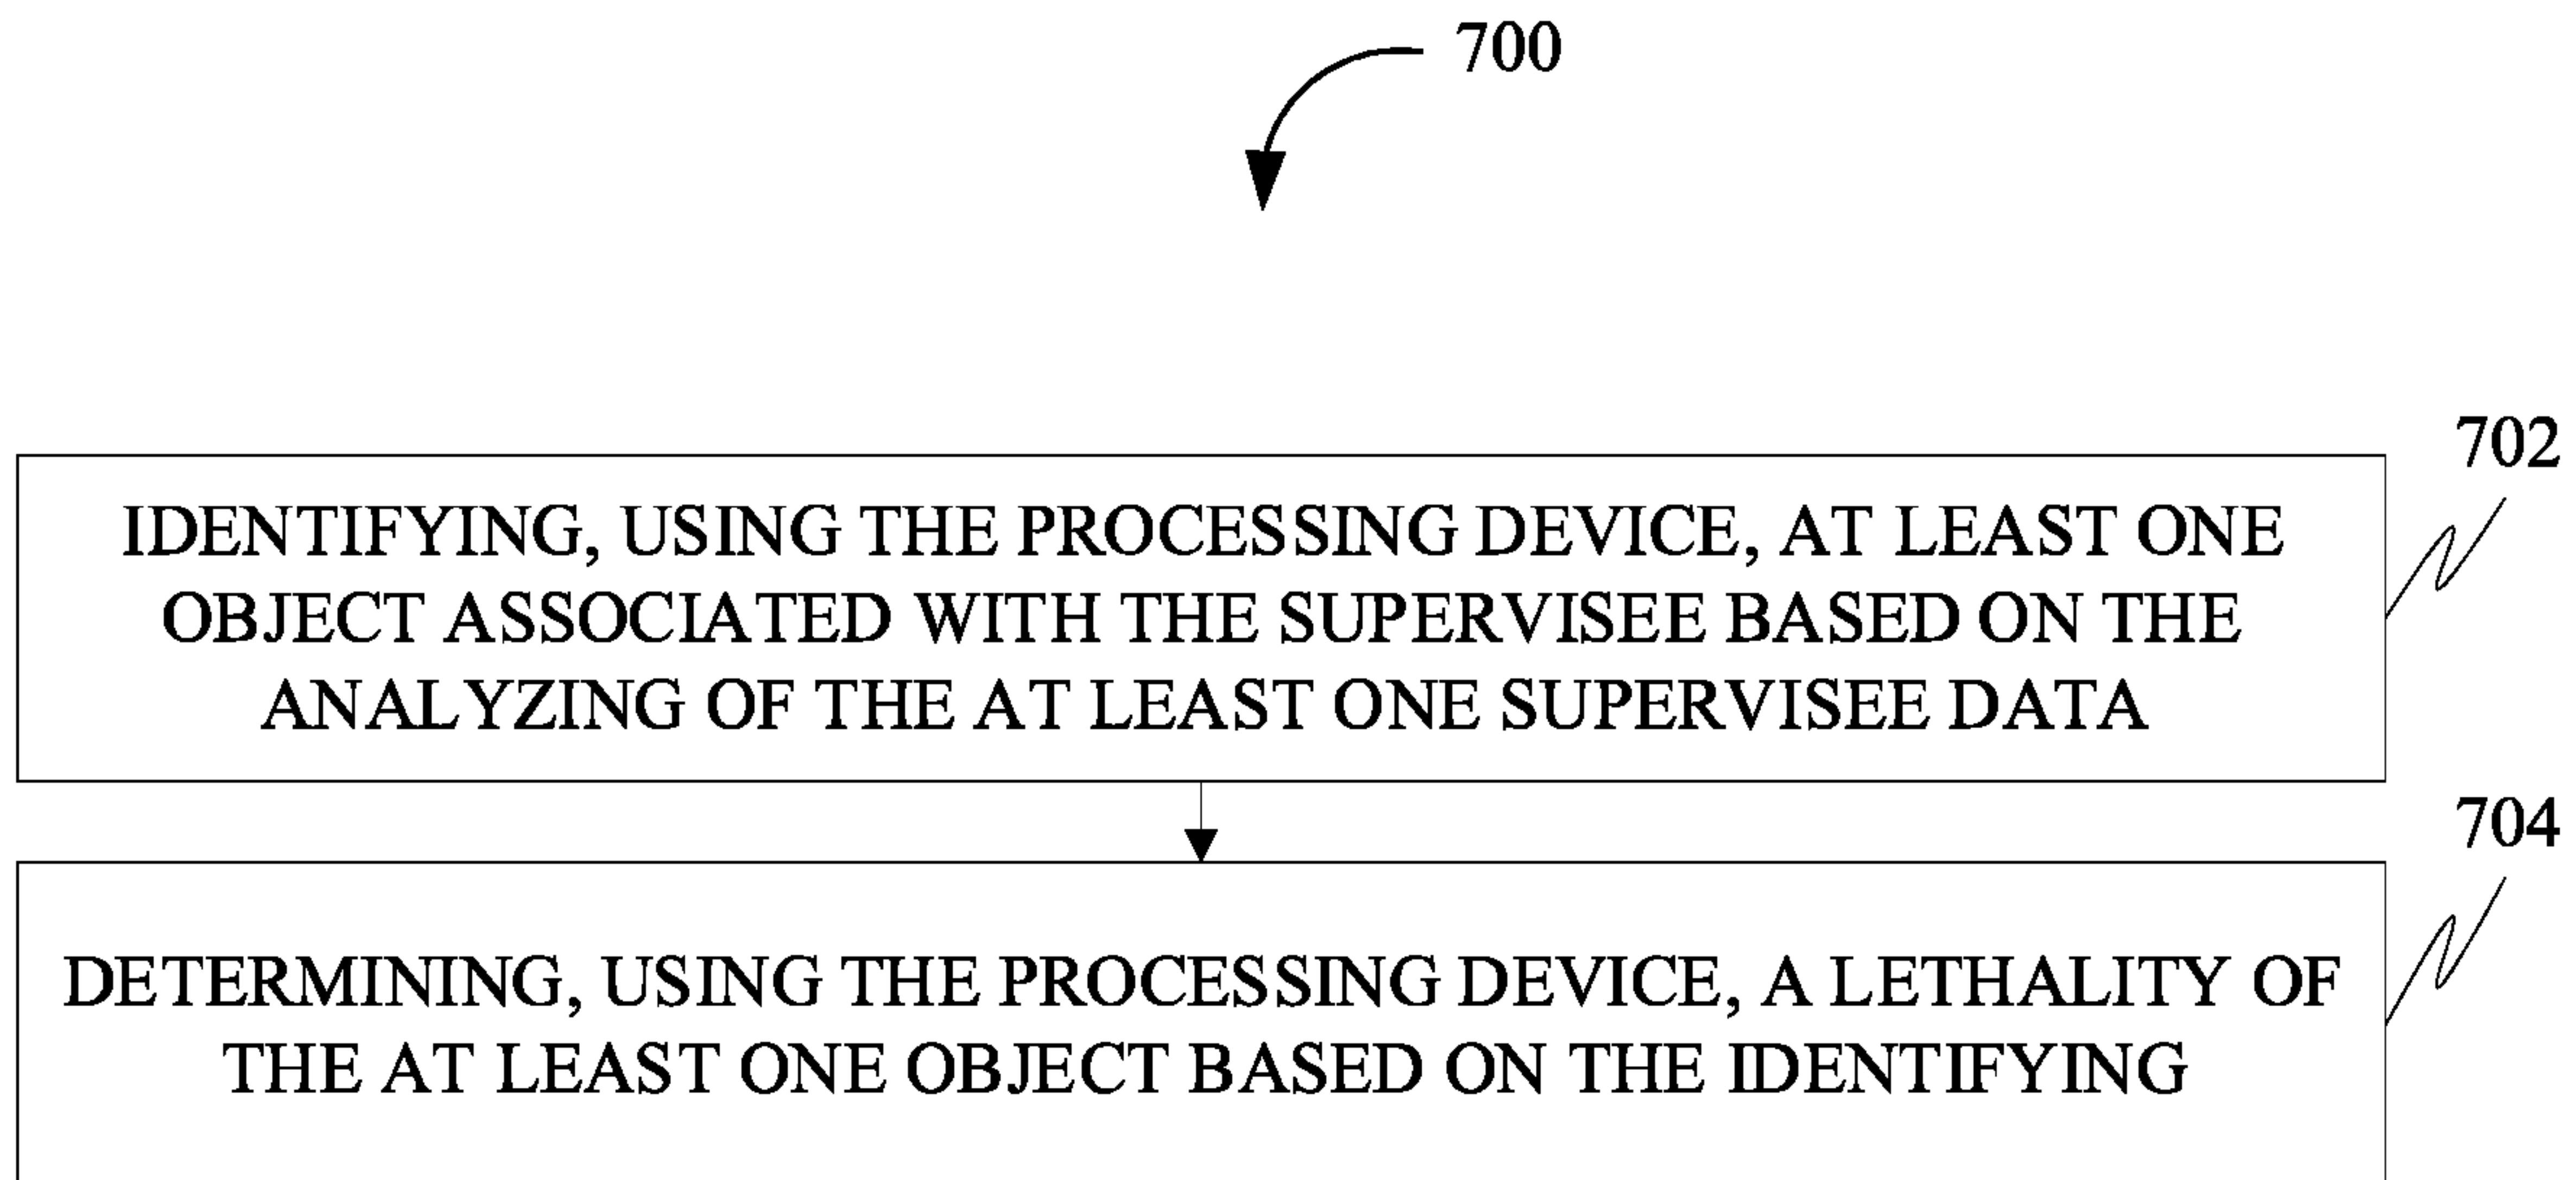 700
702
IDENTIFYING, USING THE PROCESSING DEVICE, AT LEAST ONE
OBJECT ASSOCIATED WITH THE SUPERVISEE BASED ON THE
ANALYZING OF THE AT LEAST ONE SUPERVISEE DATA
704
DETERMINING, USING THE PROCESSING DEVICE, A LETHALITY OF
THE AT LEAST ONE OBJECT BASED ON THE IDENTIFYING